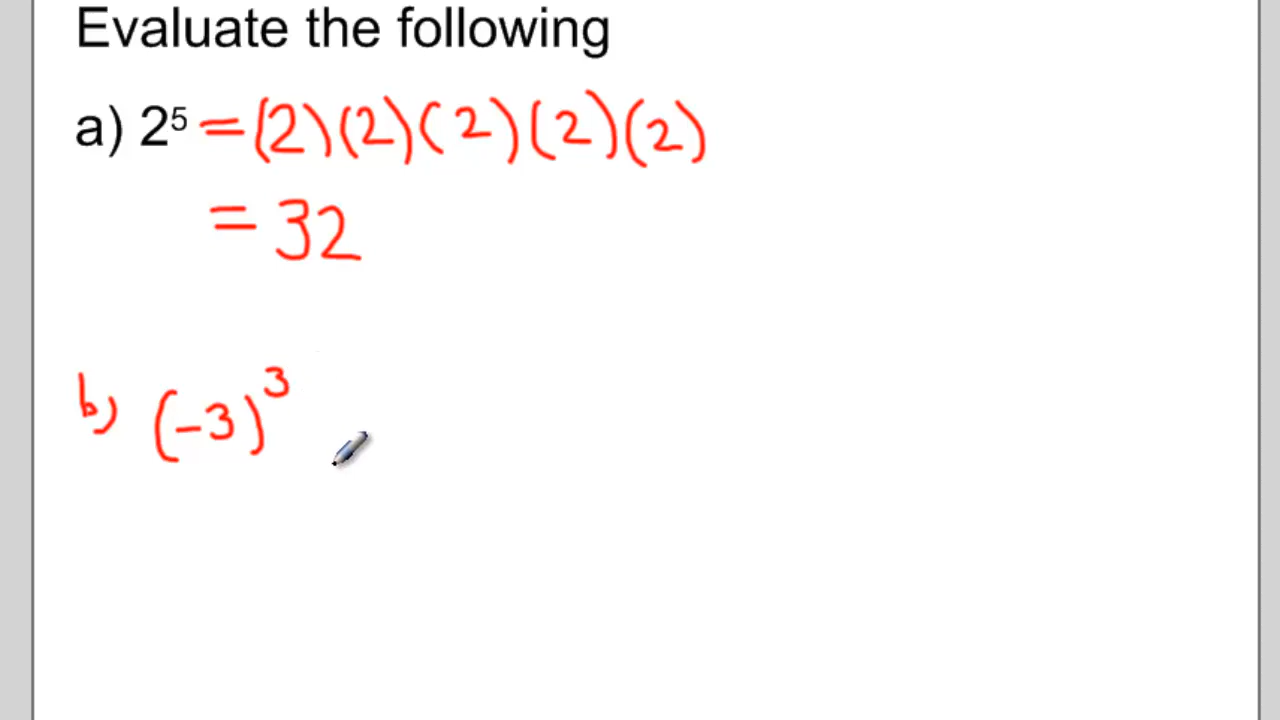 Evaluate the following
a) 2⁵ = (2)(2)(2)(2)(2)
= 32
b) (-3)³